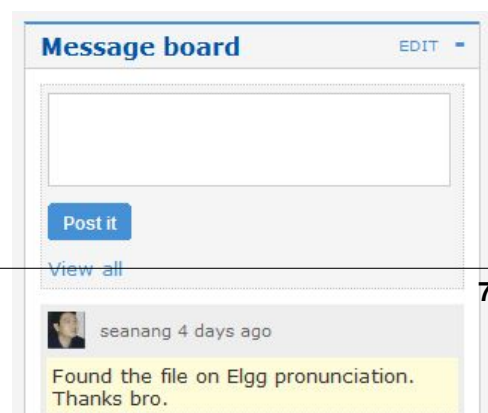 Message board EDIT -
Post it
View all
7
seanang 4 days ago
Found the file on Elgg pronunciation.
Thanks bro.